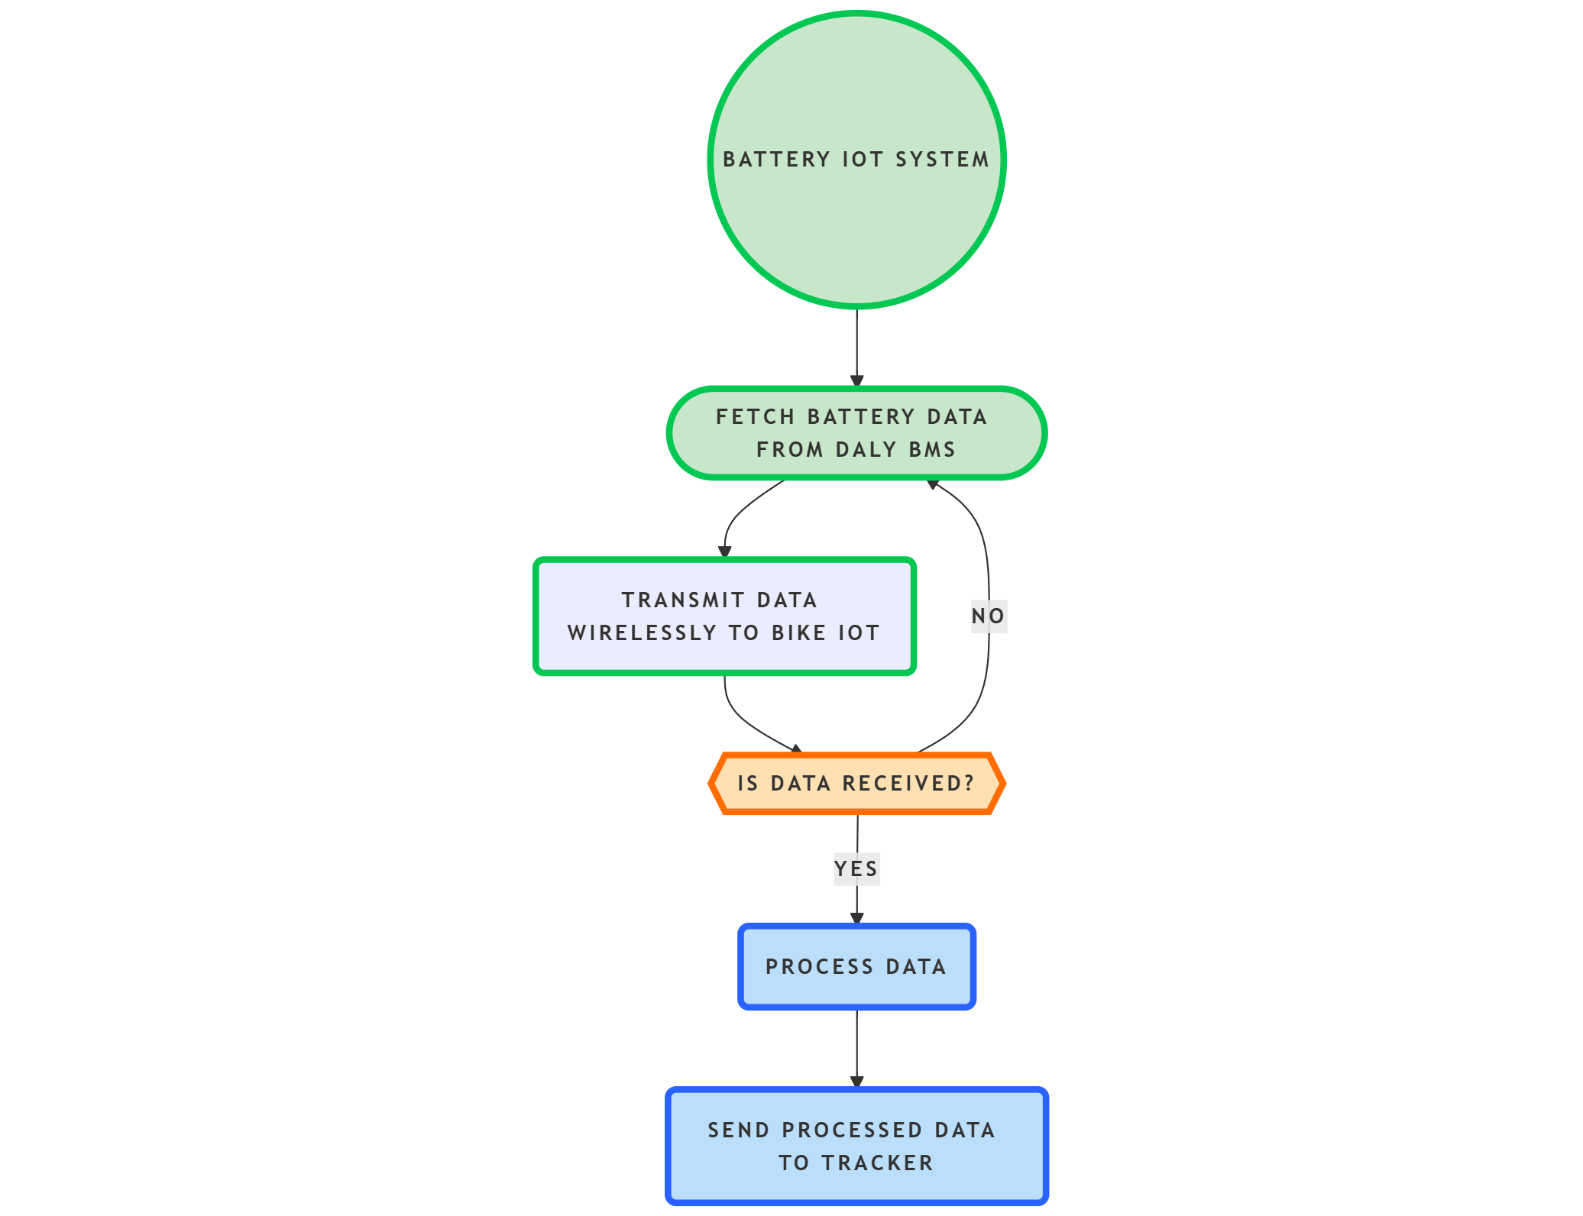 BATTERY IOT SYSTEM
FETCH BATTERY DATA
FROM DALY BMS
TRANSMIT DATA
WIRELESSLY TO BIKE IOT
NO
IS DATA RECEIVED?
YES
PROCESS DATA
SEND PROCESSED DATA
TO TRACKER